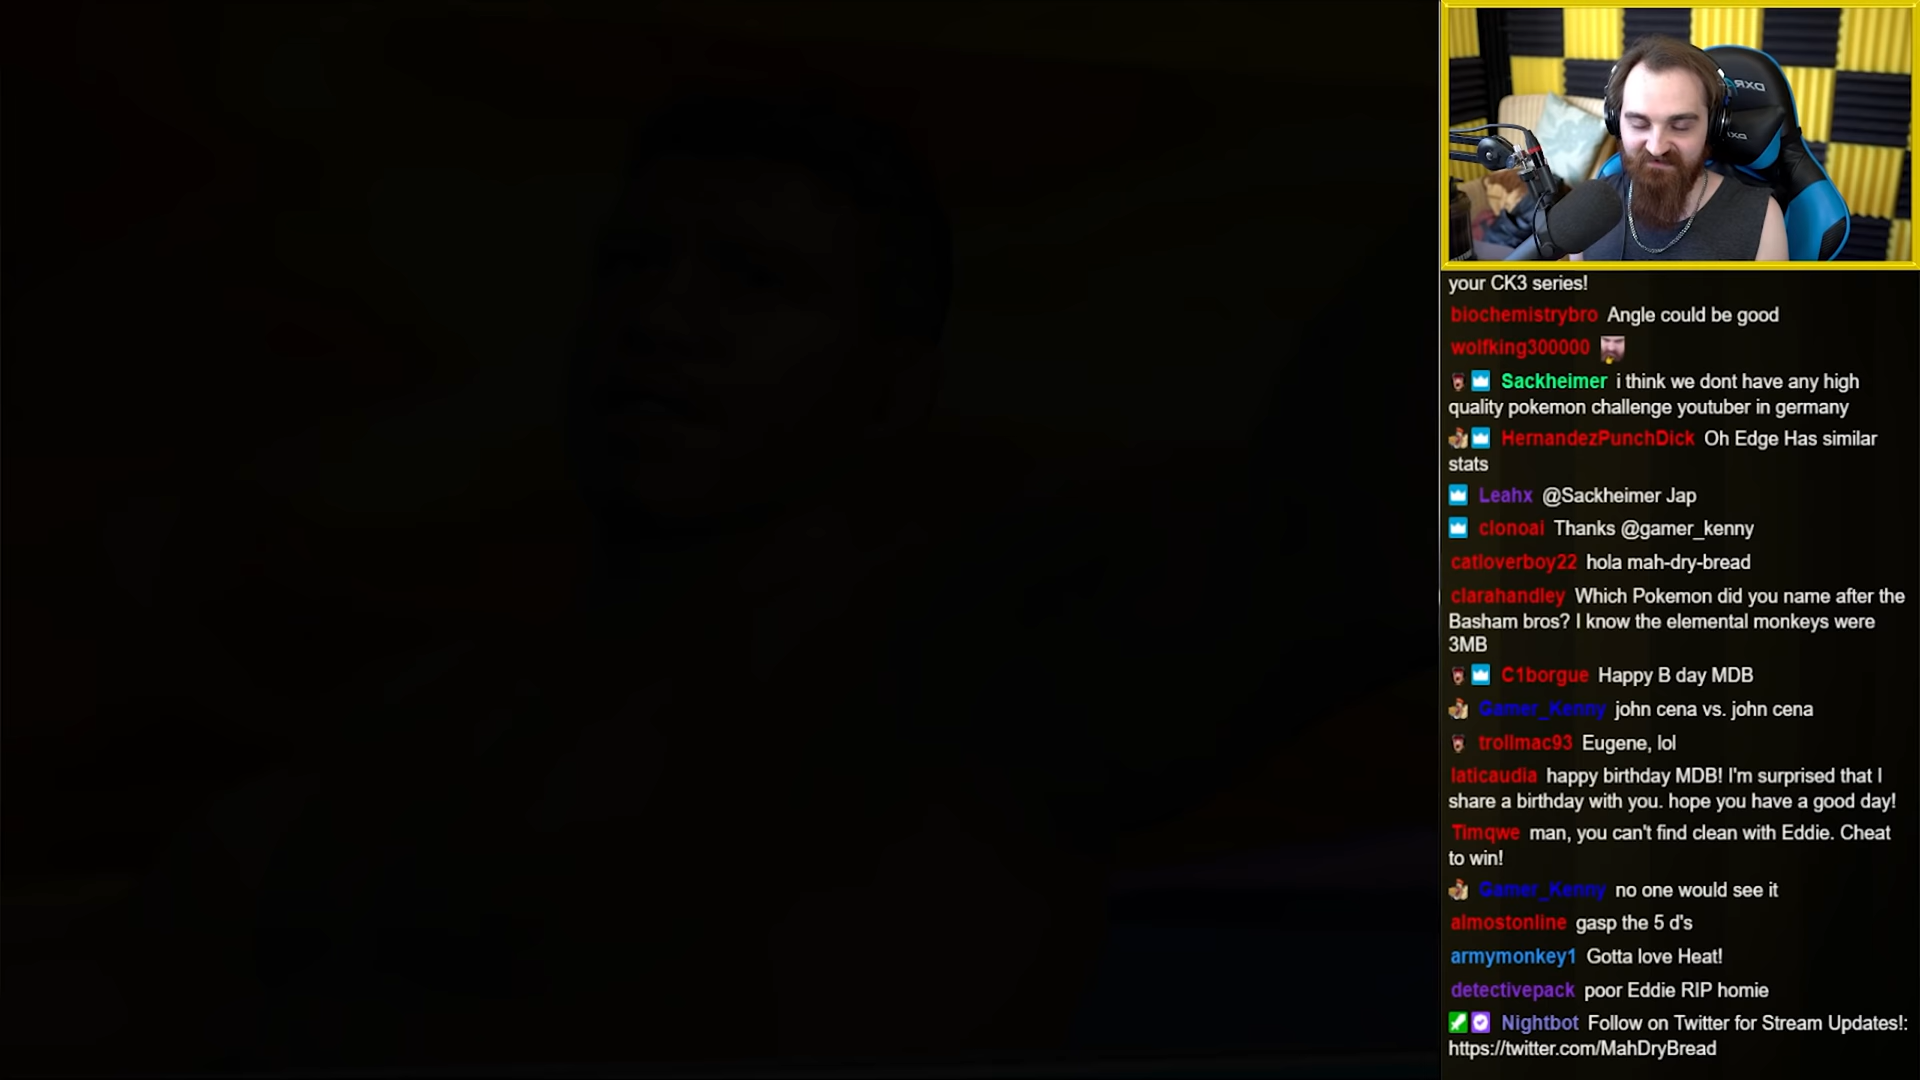 DXRA
DX
your CK3 series!
biochemistrybro Angle could be good
wolfking300000
Sackheimer i think we dont have any high
quality pokemon challenge youtuber in germany
HernandezPunchDick Oh Edge Has similar
stats
Leahx @Sackheimer Jap
clonoai Thanks @gamer_kenny
catloverboy22 hola mah-dry-bread
clarahandley Which Pokemon did you name after the
Basham bros? I know the elemental monkeys were
3MB
C1borgue Happy B day MDB
Gamer_Kenny john cena vs. john cena
trollmac93 Eugene, lol
laticaudia happy birthday MDB! I'm surprised that I
share a birthday with you. hope you have a good day!
Timqwe man, you can't find clean with Eddie. Cheat
to win!
Gamer_Kenny no one would see it
almostonline gasp the 5 d's
armymonkey1 Gotta love Heat!
detectivepack poor Eddie RIP homie
Nightbot Follow on Twitter for Stream Updates!:
https://twitter.com/MahDryBread